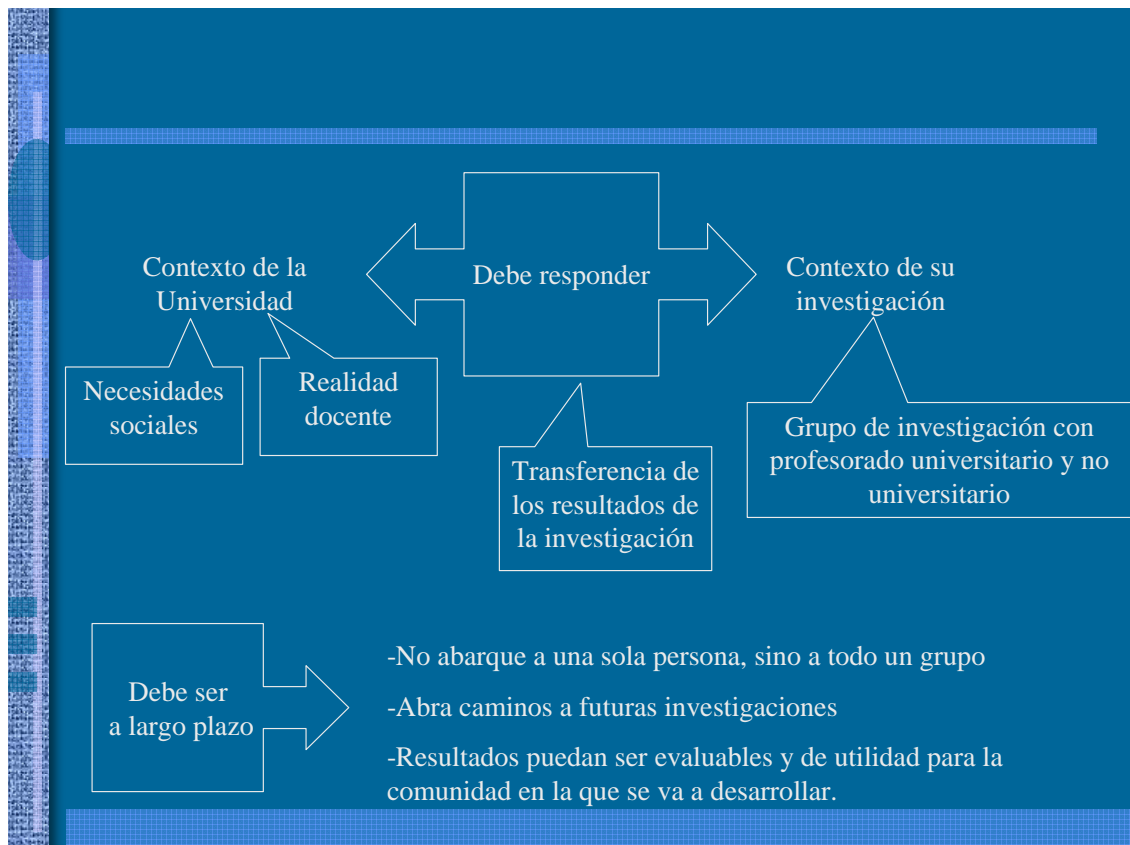 Contexto de la
Universidad
Debe responder
Contexto de su
investigación
Necesidades
sociales
Realidad
docente
Transferencia de
los resultados de
la investigación
Grupo de investigación con
profesorado universitario y no
universitario
Debe ser
a largo plazo
-No abarque a una sola persona, sino a todo un grupo
-Abra caminos a futuras investigaciones
-Resultados puedan ser evaluables y de utilidad para la
comunidad en la que se va a desarrollar.